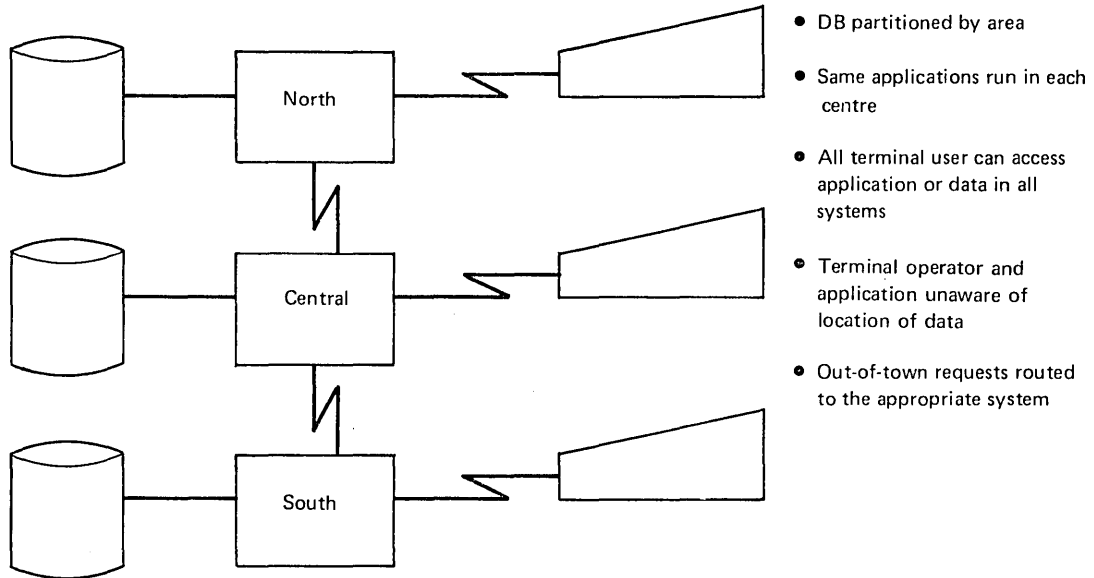 North
Central
South
• DB partitioned by area
• Same applications run in each
centre
• All terminal user can access
application or data in all
systems
• Terminal operator and
application unaware of
location of data
• Out-of-town requests routed
to the appropriate system